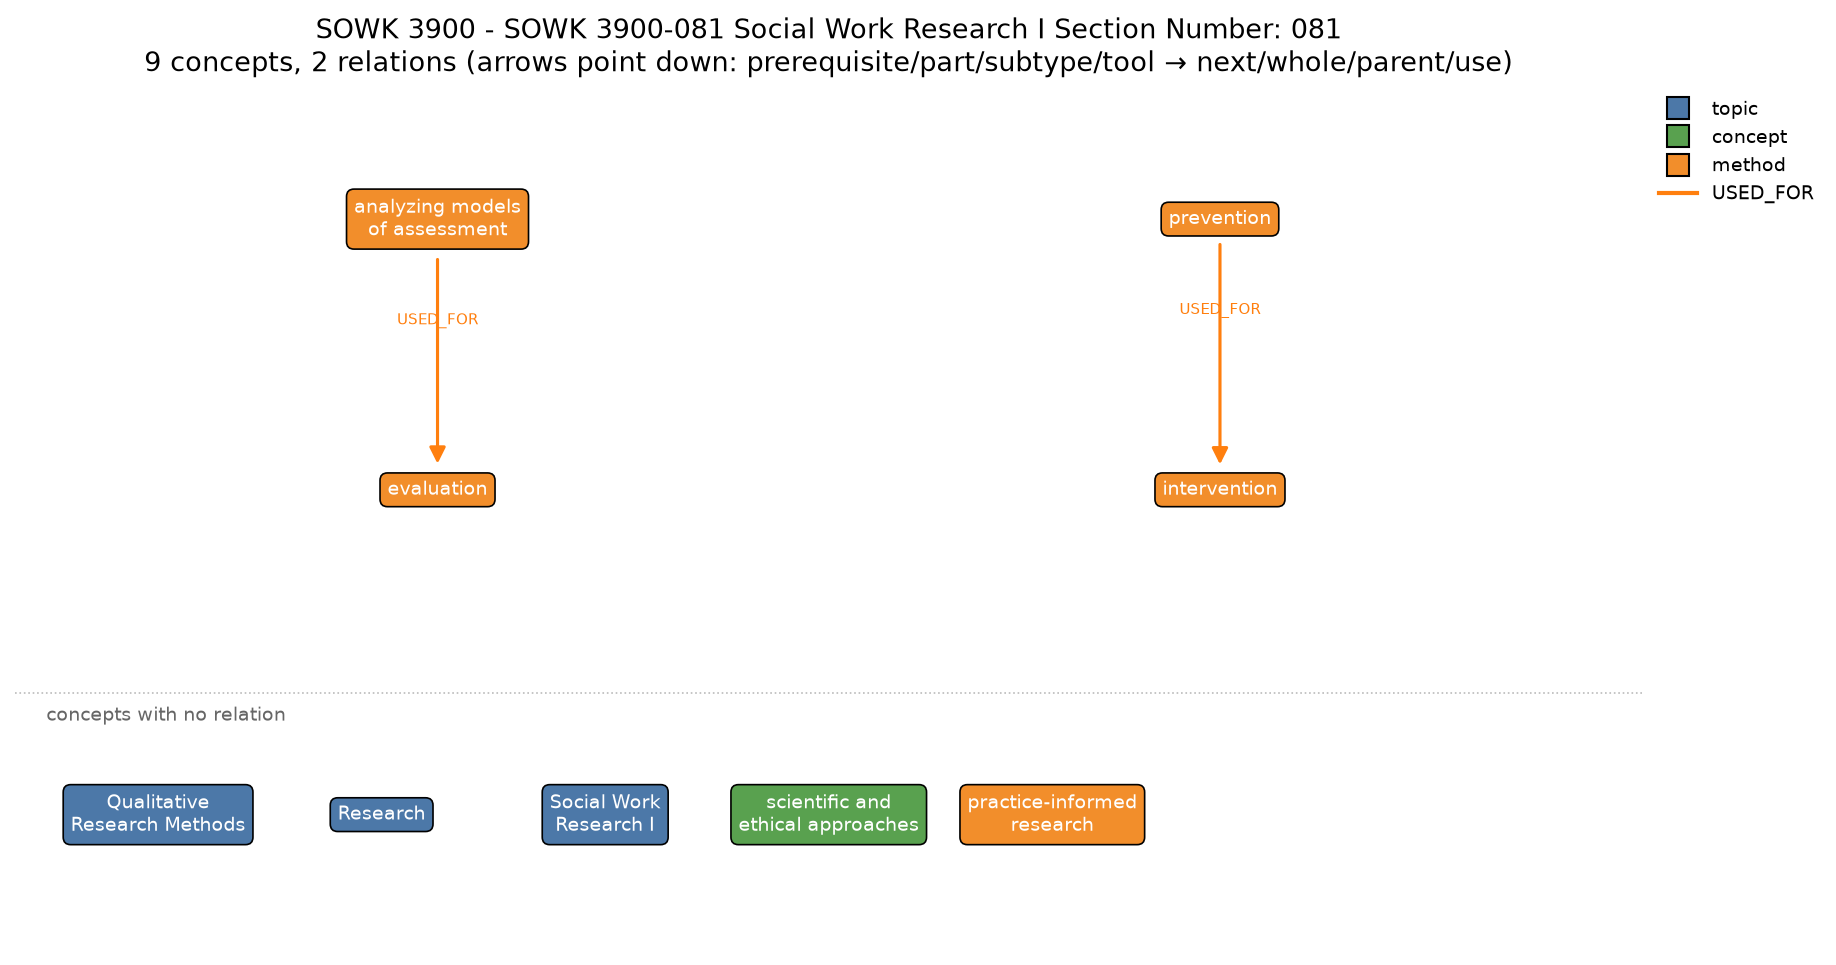 SOWK 3900 - SOWK 3900-081 Social Work Research I Section Number: 081
9 concepts, 2 relations (arrows point down: prerequisite/part/subtype/tool → next/whole/parent/use)
topic
concept
method
USED_FOR
analyzing models
of assessment
prevention
USED_FOR
USED_FOR
evaluation
intervention
concepts with no relation
Qualitative
Research Methods
Research
Social Work
Research I
scientific and
ethical approaches
practice-informed
research